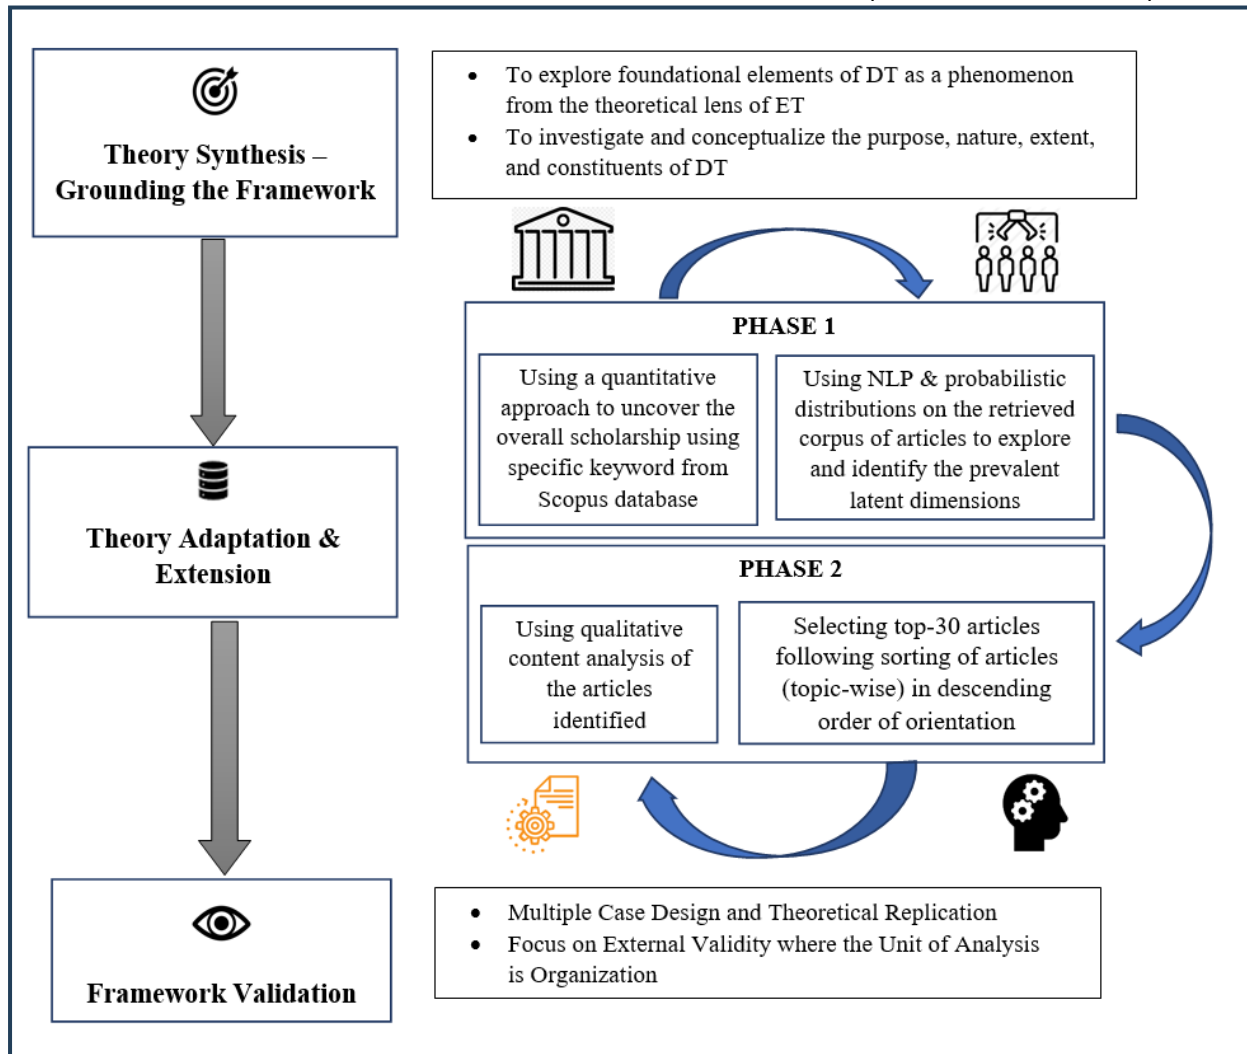 Theory Synthesis –
Grounding the Framework
• To explore foundational elements of DT as a phenomenon
from the theoretical lens of ET
• To investigate and conceptualize the purpose, nature, extent,
and constituents of DT
PHASE 1
Using a quantitative
approach to uncover the
overall scholarship using
specific keyword from
Scopus database
Using NLP & probabilistic
distributions on the retrieved
corpus of articles to explore
and identify the prevalent
latent dimensions
Theory Adaptation &
Extension
PHASE 2
Using qualitative
content analysis of
the articles
identified
Selecting top-30 articles
following sorting of articles
(topic-wise) in descending
order of orientation
Framework Validation
• Multiple Case Design and Theoretical Replication
• Focus on External Validity where the Unit of Analysis
is Organization